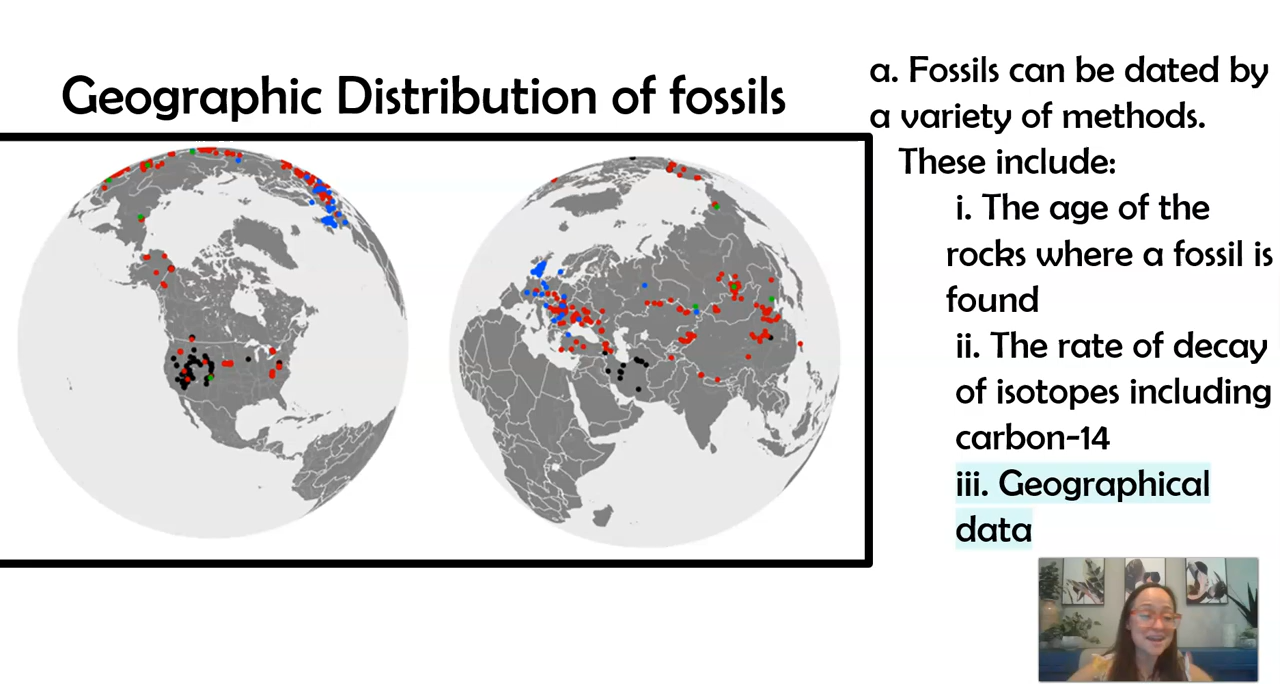 Geographic Distribution of fossils
a. Fossils can be dated by
a variety of methods.
These include:
i. The age of the
rocks where a fossil is
found
ii. The rate of decay
of isotopes including
carbon-14
iii. Geographical
data